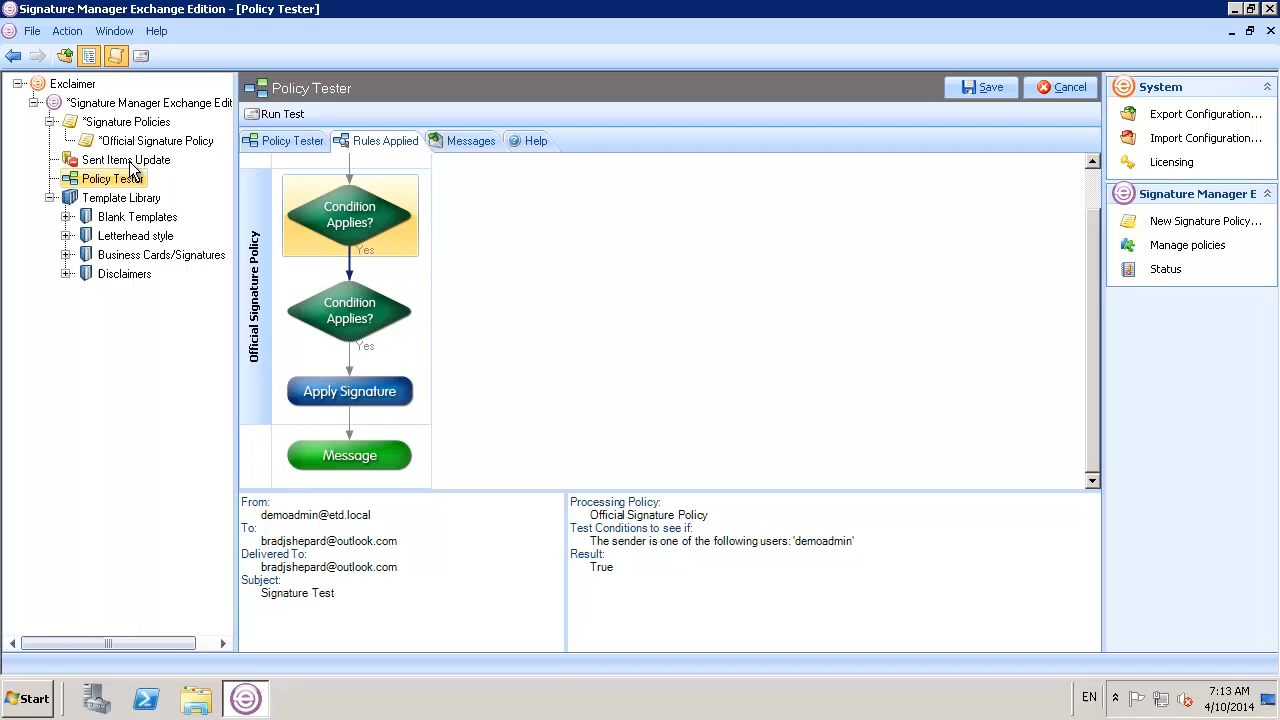 Signature Manager Exchange Edition - [Policy Tester]
File Action Window Help
Exclaimer
*Signature Manager Exchange Edit
*Signature Policies
*Official Signature Policy
Sent Items Update
Policy Tester
Template Library
Blank Templates
Letterhead style
Business Cards/Signatures
Disclaimers
Policy Tester
Save
Cancel
Run Test
Policy Tester
Rules Applied
Messages
Help
Official Signature Policy
Condition
Applies?
Yes
Condition
Applies?
Yes
Apply Signature
Message
From:
demoadmin@etd.local
To:
bradjshepard@outlook.com
Delivered To:
bradjshepard@outlook.com
Subject:
Signature Test
Processing Policy:
Official Signature Policy
Test Conditions to see if:
The sender is one of the following users: 'demoadmin'
Result:
True
System
Export Configuration...
Import Configuration...
Licensing
Signature Manager E
New Signature Policy...
Manage policies
Status
Start
EN
7:13 AM
4/10/2014